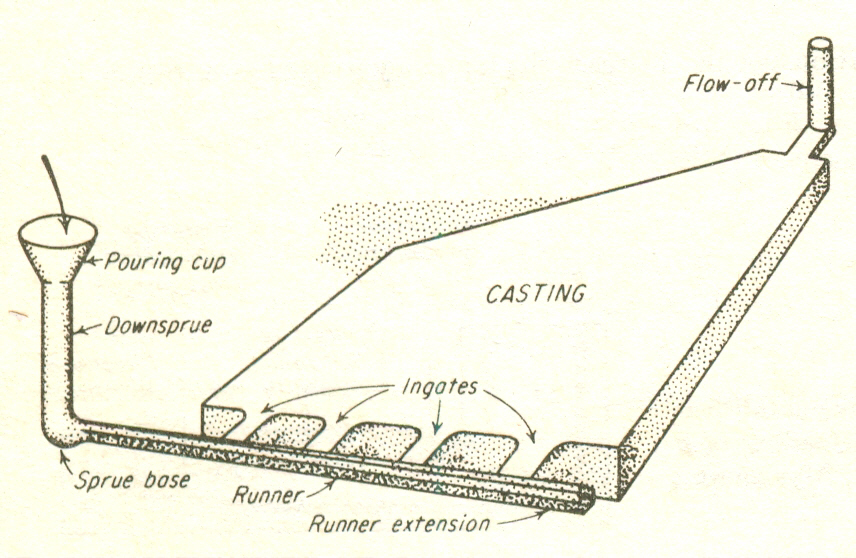 Flow-off
Pouring cup
CASTING
Downsprue
Ingates
Sprue base
Runner
Runner extension